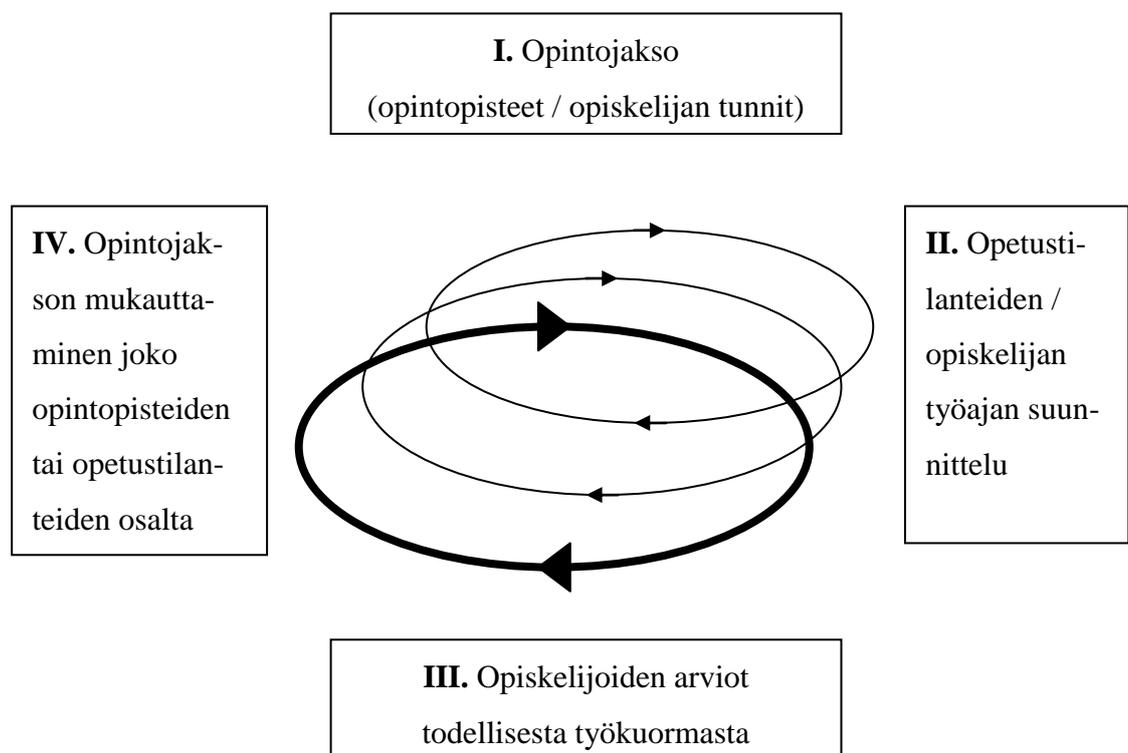 I. Opintojakso
(opintopisteet / opiskelijan tunnit)
IV. Opintojak-
son mukautta-
minen joko
opintopisteiden
tai opetustilan-
teiden osalta
II. Opetusti-
lanteiden /
opiskelijan
työajan suun-
nittelu
III. Opiskelijoiden arviot
todellisesta työkuormasta